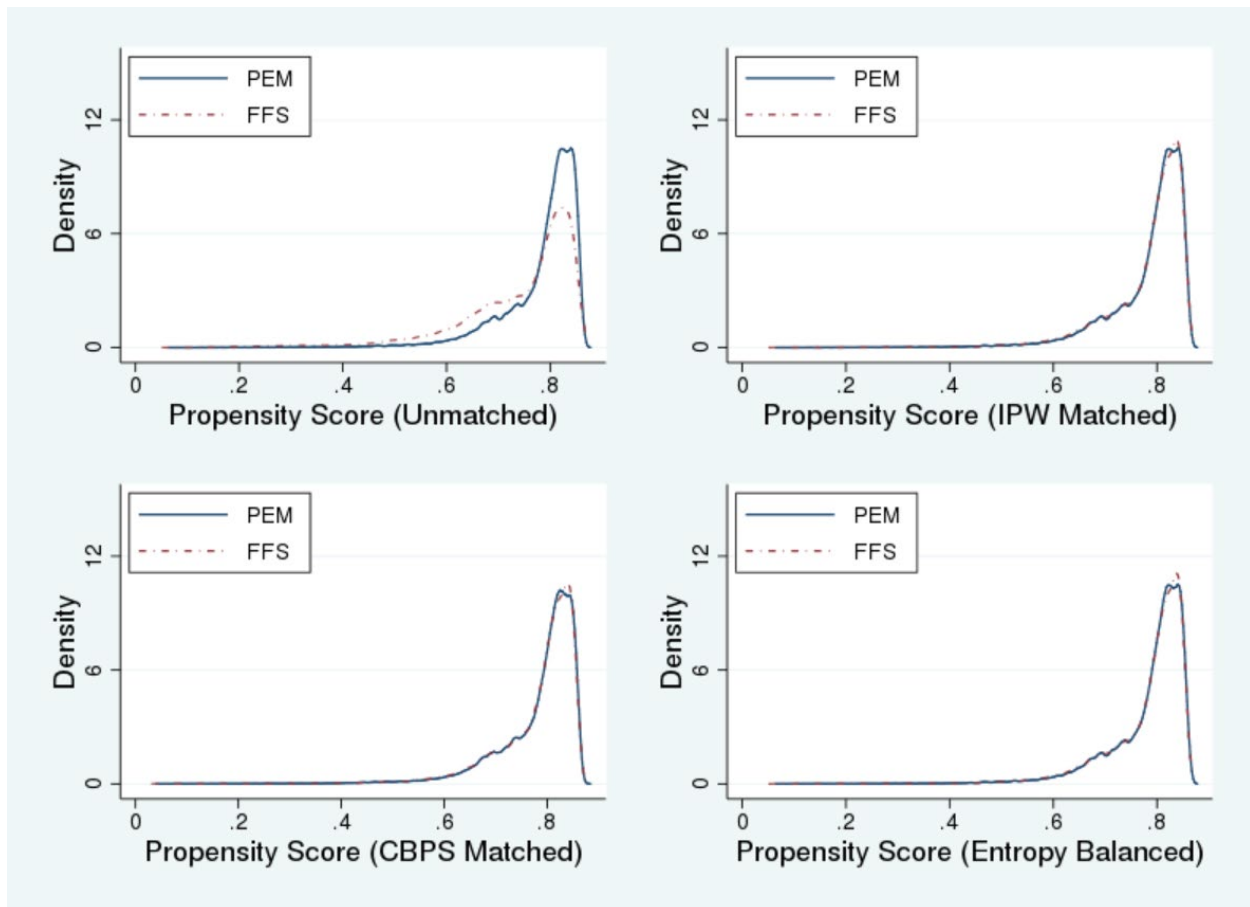 PEM
FFS
12
6
0
Density
0 .2 .4 .6 .8
Propensity Score (Unmatched)
PEM
FFS
12
6
0
Density
0 .2 .4 .6 .8
Propensity Score (IPW Matched)
PEM
FFS
12
6
0
Density
0 .2 .4 .6 .8
Propensity Score (CBPS Matched)
PEM
FFS
12
6
0
Density
0 .2 .4 .6 .8
Propensity Score (Entropy Balanced)